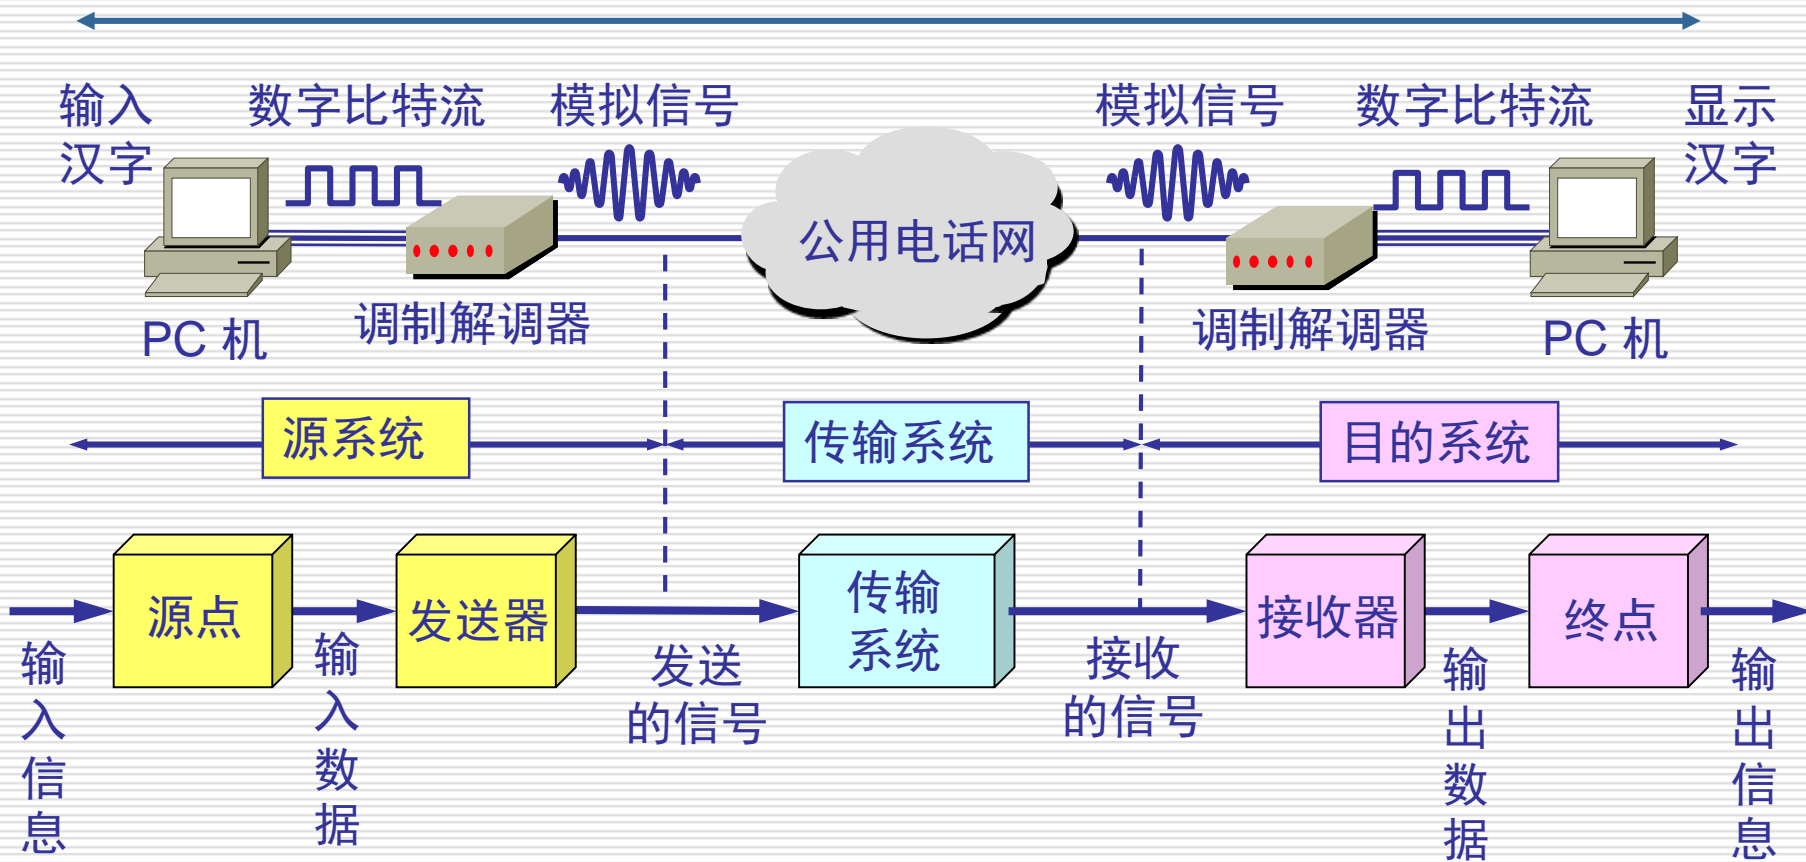 输入
汉字
数字比特流
模拟信号
模拟信号
数字比特流
显示
汉字
公用电话网
PC 机
调制解调器
调制解调器
PC 机
源系统
传输系统
目的系统
源点
发送器
传输
系统
接收器
终点
输入信息
输入数据
发送
的信号
接收
的信号
输出数据
输出信息